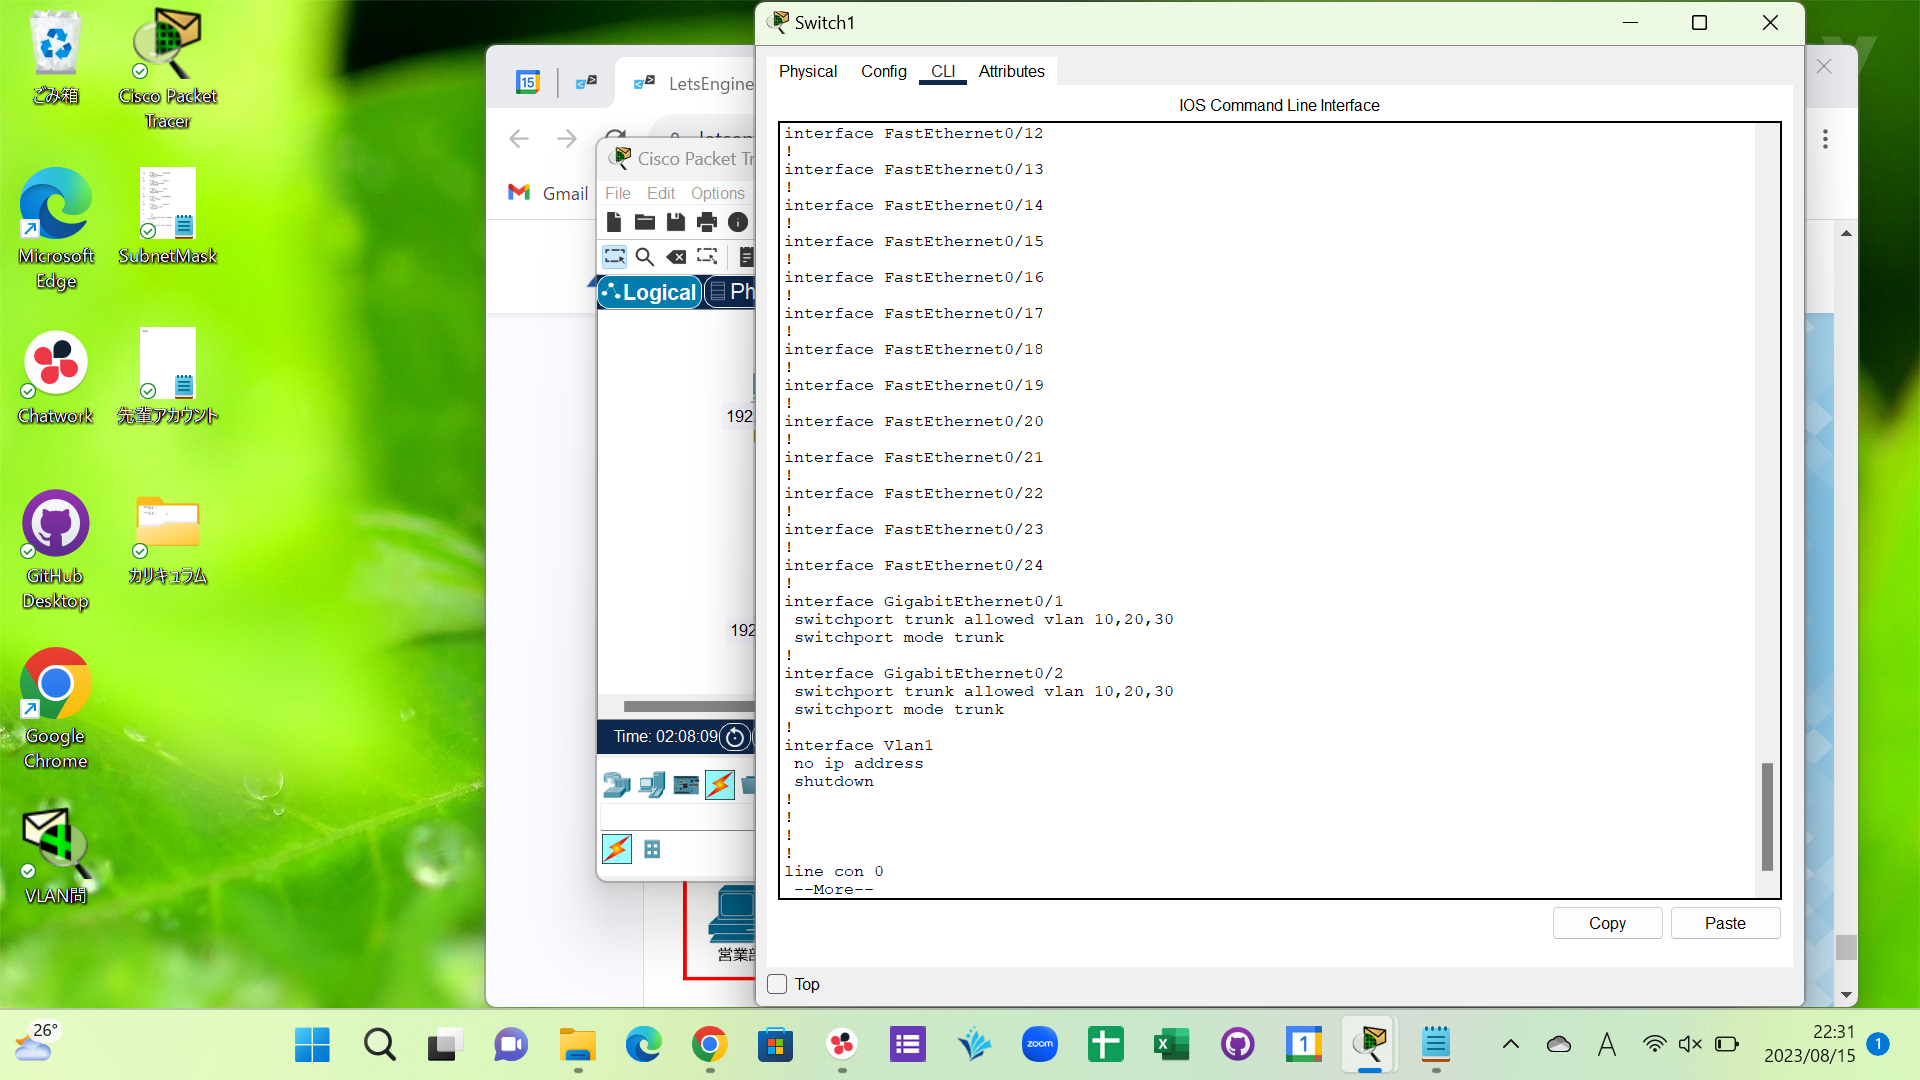 ごみ箱
Cisco Packet
Tracer
Microsoft
Edge
SubnetMask
Chatwork
先輩アカウント
GitHub
Desktop
カリキュラム
Google
Chrome
VLAN問
15
LetsEngine
Gmail
Cisco Packet Tr
File Edit Options
Logical
Ph
192.
192
Time: 02:08:09
営業部
Switch1
Physical Config CLI Attributes
IOS Command Line Interface
interface FastEthernet0/12
!
interface FastEthernet0/13
!
interface FastEthernet0/14
!
interface FastEthernet0/15
!
interface FastEthernet0/16
!
interface FastEthernet0/17
!
interface FastEthernet0/18
!
interface FastEthernet0/19
!
interface FastEthernet0/20
!
interface FastEthernet0/21
!
interface FastEthernet0/22
!
interface FastEthernet0/23
!
interface FastEthernet0/24
!
interface GigabitEthernet0/1
switchport trunk allowed vlan 10,20,30
switchport mode trunk
!
interface GigabitEthernet0/2
switchport trunk allowed vlan 10,20,30
switchport mode trunk
!
interface Vlan1
no ip address
shutdown
!
!
!
!
line con 0
--More--
Copy Paste
Top
26°
zoom
1
A
22:31
2023/08/15
1